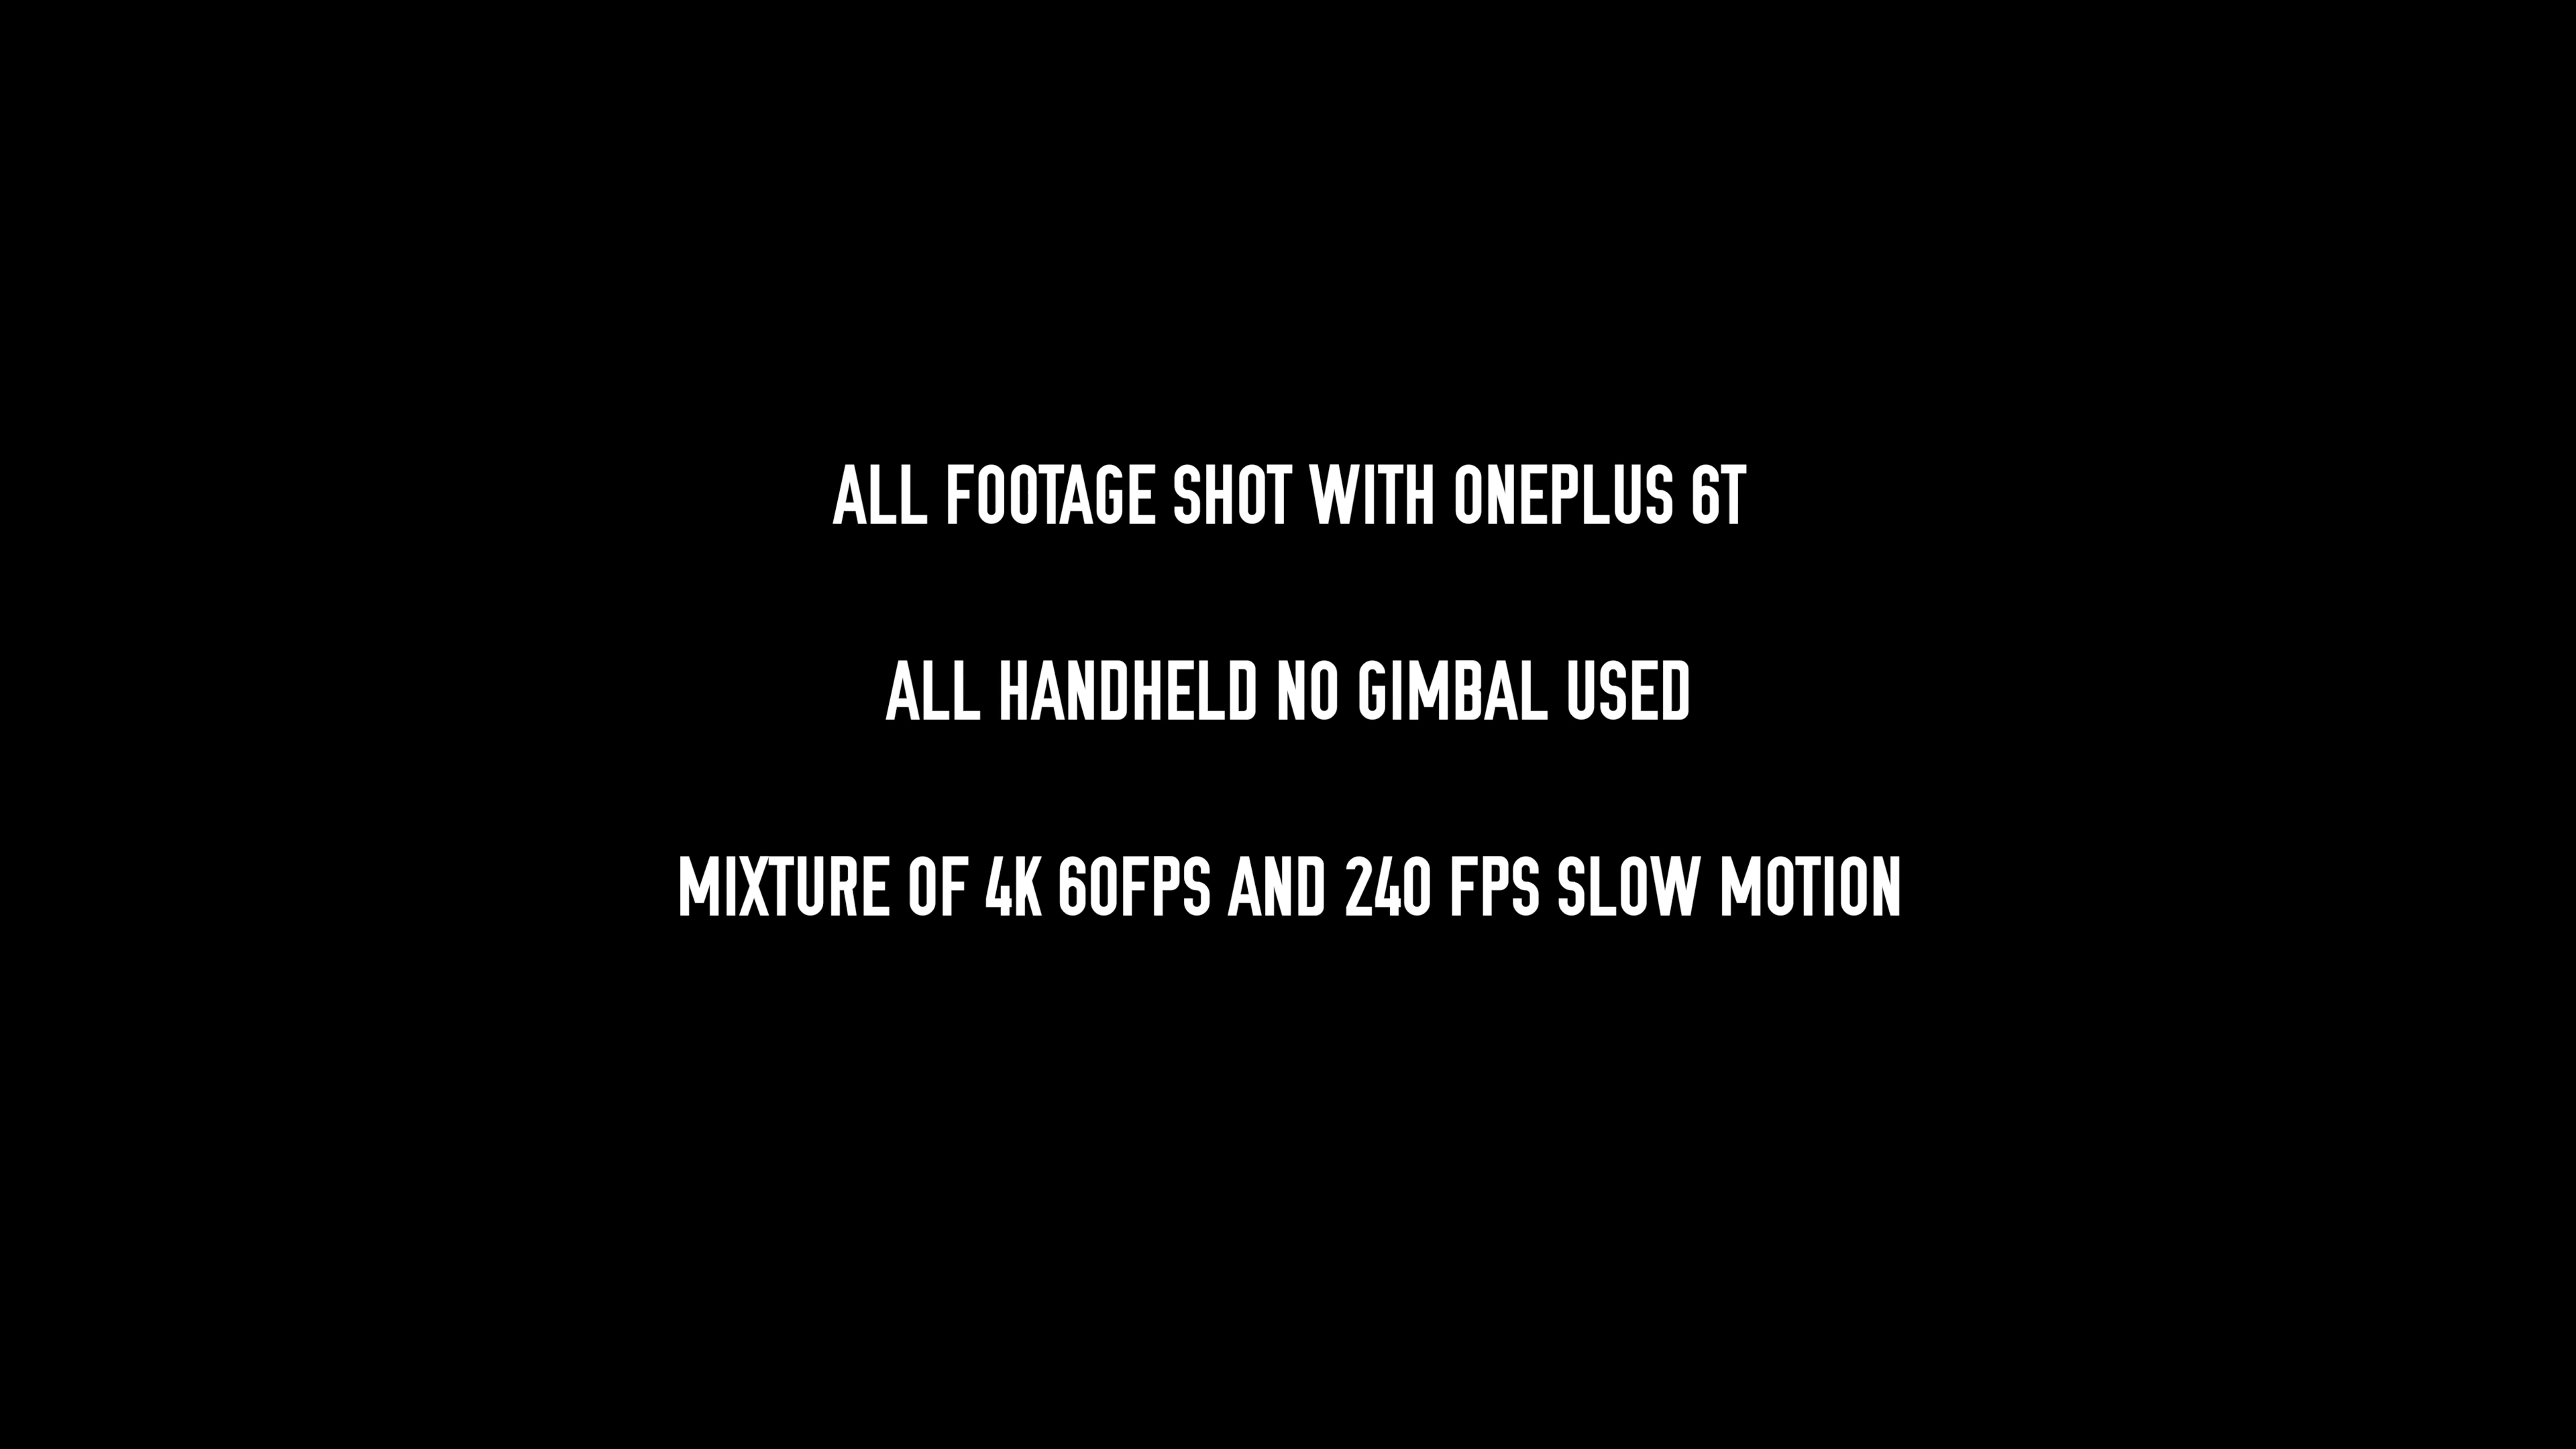 ALL FOOTAGE SHOT WITH ONEPLUS 6T
ALL HANDHELD NO GIMBAL USED
MIXTURE OF 4K 60FPS AND 240 FPS SLOW MOTION